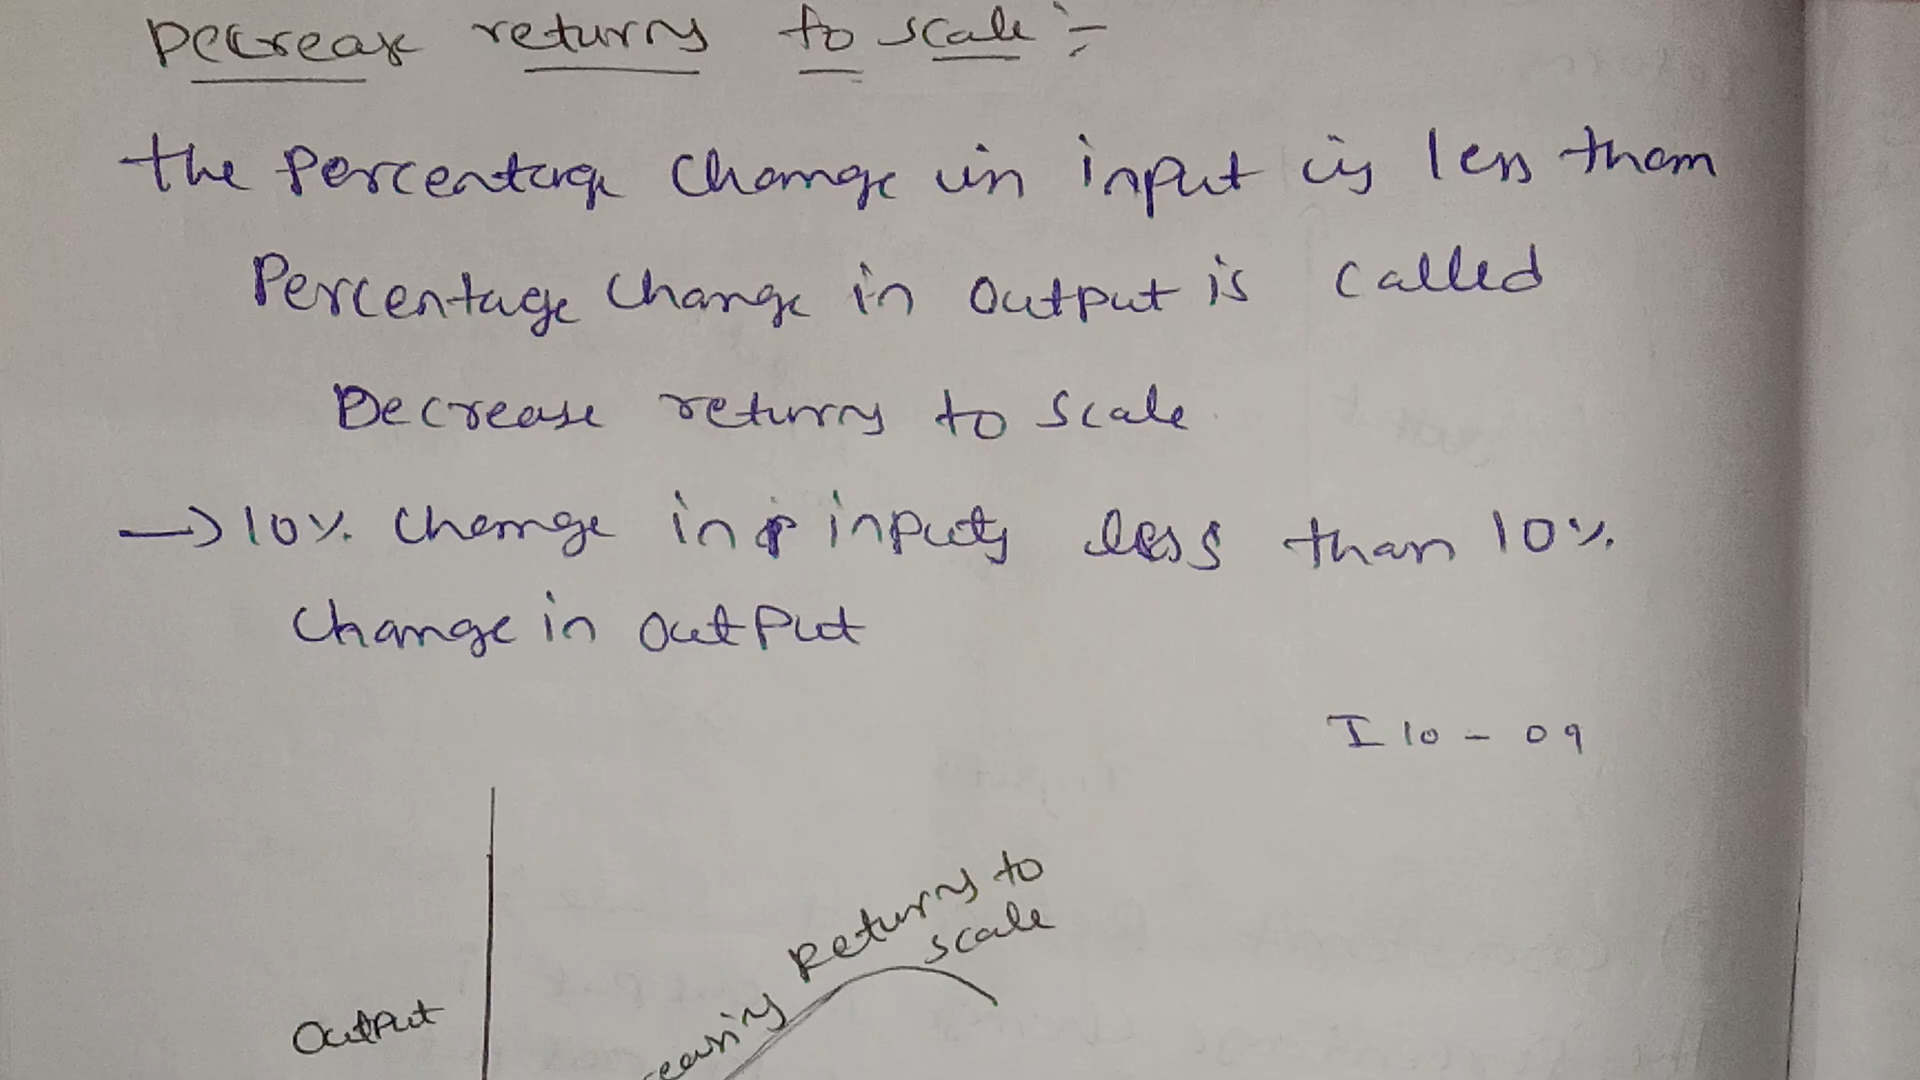 Decrease returns to scale :-
the percentage change in input is less than
Percentage change in output is called
Decrease returns to scale
→ 10% change in inputs less than 10%
change in output
I 10 - 09
Returns to
scale
Output